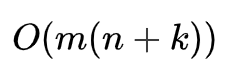 O(m(n + k))